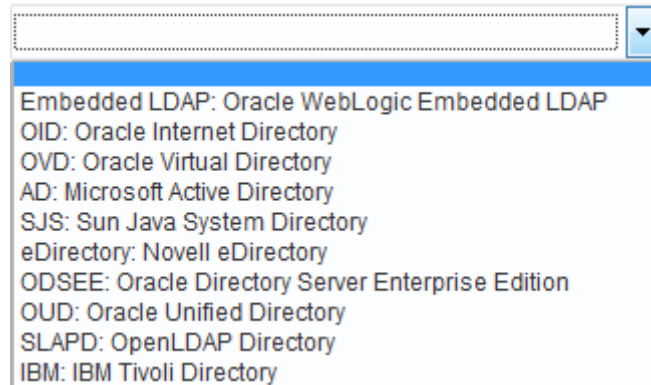 Embedded LDAP: Oracle WebLogic Embedded LDAP
OID: Oracle Internet Directory
OVD: Oracle Virtual Directory
AD: Microsoft Active Directory
SJS: Sun Java System Directory
eDirectory: Novell eDirectory
ODSEE: Oracle Directory Server Enterprise Edition
OUD: Oracle Unified Directory
SLAPD: OpenLDAP Directory
IBM: IBM Tivoli Directory